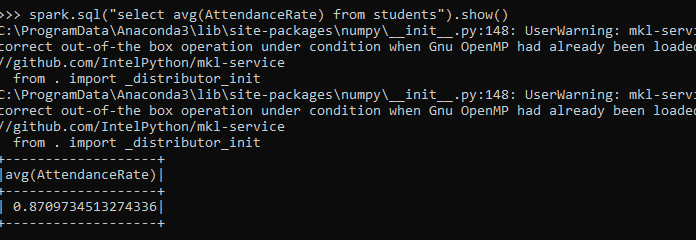 >>> spark.sql("select avg(AttendanceRate) from students").show()
C:\ProgramData\Anaconda3\lib\site-packages\numpy\__init__.py:148: UserWarning: mkl-servi
correct out-of-the box operation under condition when Gnu OpenMP had already been loaded
//github.com/IntelPython/mkl-service
  from . import _distributor_init
C:\ProgramData\Anaconda3\lib\site-packages\numpy\__init__.py:148: UserWarning: mkl-servi
correct out-of-the box operation under condition when Gnu OpenMP had already been loaded
//github.com/IntelPython/mkl-service
  from . import _distributor_init
+-------------------+
|avg(AttendanceRate)|
+-------------------+
| 0.8709734513274336|
+-------------------+